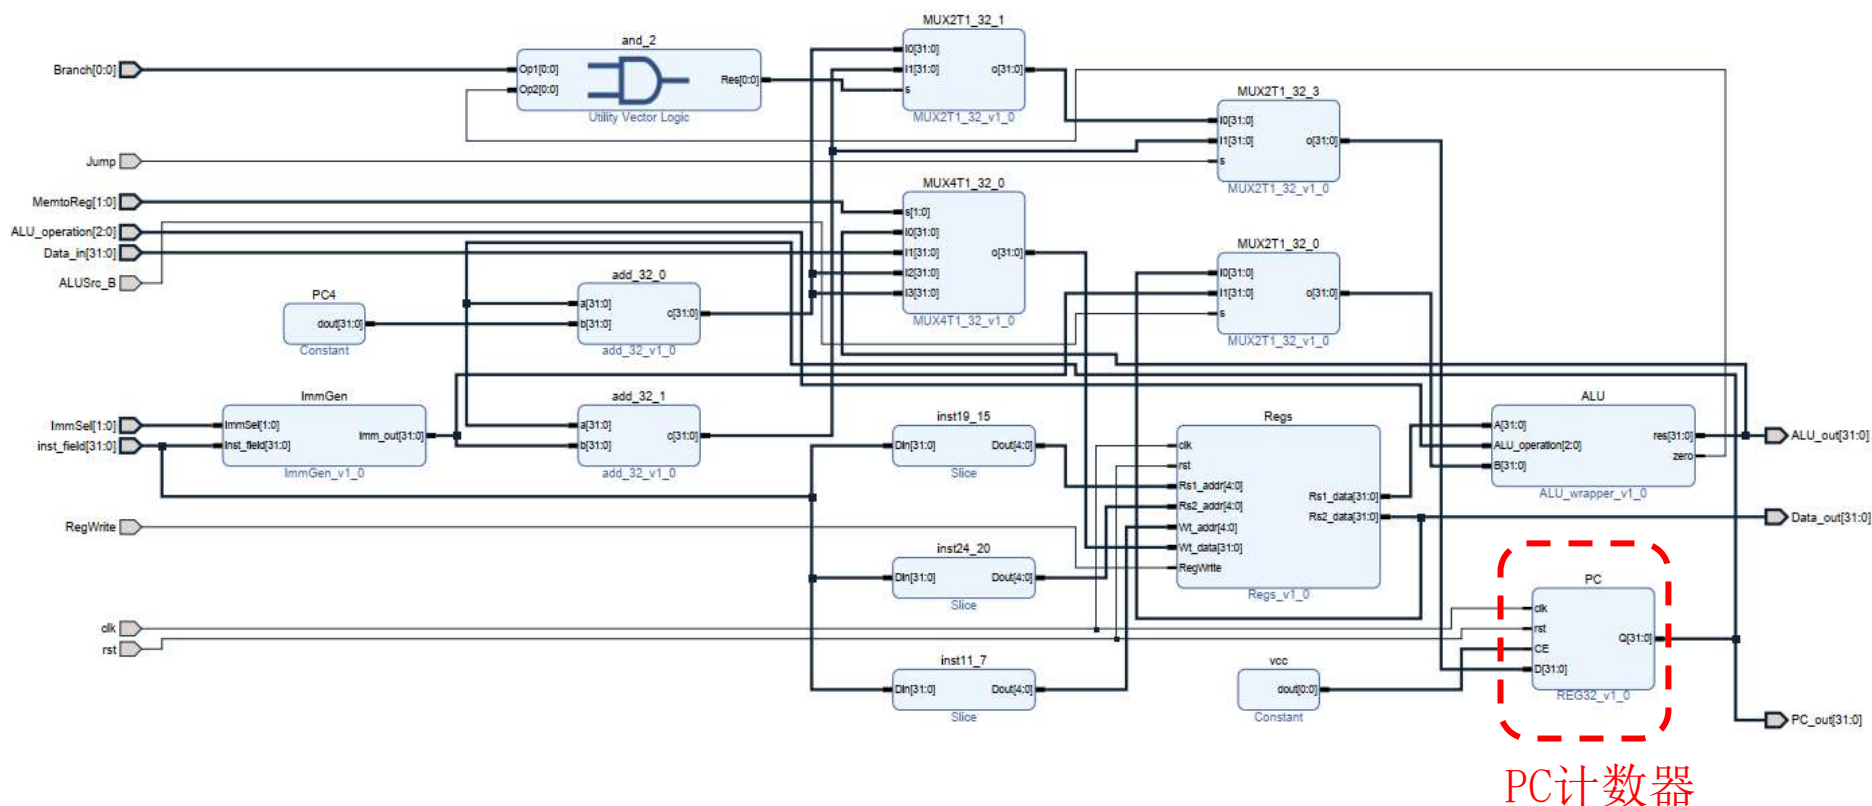 Branch[0:0]
Jump
MemtoReg[1:0]
ALU_operation[2:0]
Data_in[31:0]
ALUSrc_B
ImmSel[1:0]
inst_field[31:0]
RegWrite
clk
rst
and_2
Op1[0:0]
Op2[0:0]
Res[0:0]
Utility Vector Logic
PC4
dout[31:0]
Constant
add_32_0
a[31:0]
b[31:0]
c[31:0]
add_32_v1_0
ImmGen
ImmSel[1:0]
Inst_field[31:0]
Imm_out[31:0]
ImmGen_v1_0
add_32_1
a[31:0]
b[31:0]
c[31:0]
add_32_v1_0
MUX2T1_32_1
I0[31:0]
I1[31:0]
s
o[31:0]
MUX2T1_32_v1_0
MUX4T1_32_0
s[1:0]
I0[31:0]
I1[31:0]
I2[31:0]
I3[31:0]
o[31:0]
MUX4T1_32_v1_0
MUX2T1_32_3
I0[31:0]
I1[31:0]
s
o[31:0]
MUX2T1_32_v1_0
MUX2T1_32_0
I0[31:0]
I1[31:0]
s
o[31:0]
MUX2T1_32_v1_0
inst19_15
Din[31:0]
Dout[4:0]
Slice
inst24_20
Din[31:0]
Dout[4:0]
Slice
inst11_7
Din[31:0]
Dout[4:0]
Slice
Regs
clk
rst
Rs1_addr[4:0]
Rs2_addr[4:0]
Wt_addr[4:0]
Wt_data[31:0]
RegWrite
Rs1_data[31:0]
Rs2_data[31:0]
Regs_v1_0
ALU
A[31:0]
ALU_operation[2:0]
B[31:0]
res[31:0]
zero
ALU_wrapper_v1_0
vcc
dout[0:0]
Constant
PC
clk
rst
CE
D[31:0]
Q[31:0]
REG32_v1_0
ALU_out[31:0]
Data_out[31:0]
PC_out[31:0]
PC计数器